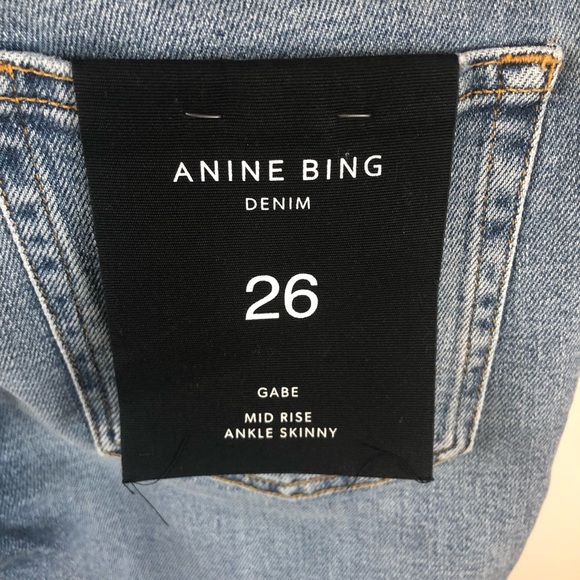 ANINE BING
DENIM
26
GABE
MID RISE
ANKLE SKINNY